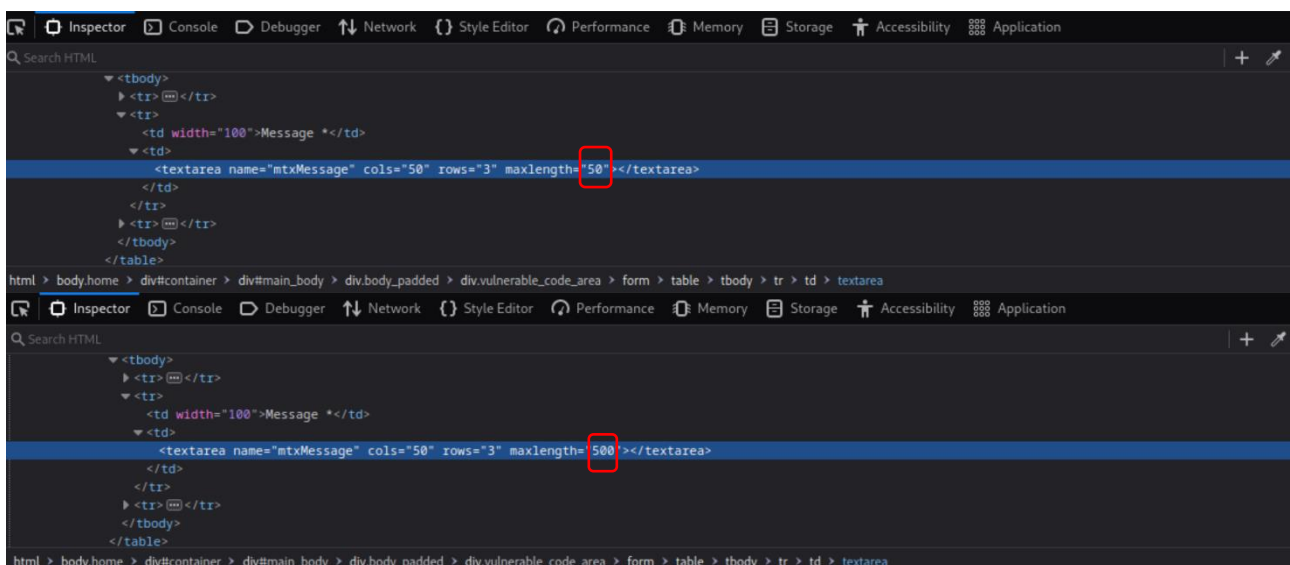 Inspector Console Debugger Network {} Style Editor Performance Memory Storage Accessibility Application
Search HTML +
<tbody>
<tr> ... </tr>
<tr>
<td width="100">Message *</td>
<td>
<textarea name="mtxMessage" cols="50" rows="3" maxlength="50"></textarea>
</td>
</tr>
<tr> ... </tr>
</tbody>
</table>
html > body.home > div#container > div#main_body > div.body_padded > div.vulnerable_code_area > form > table > tbody > tr > td > textarea
Inspector Console Debugger Network {} Style Editor Performance Memory Storage Accessibility Application
Search HTML +
<tbody>
<tr> ... </tr>
<tr>
<td width="100">Message *</td>
<td>
<textarea name="mtxMessage" cols="50" rows="3" maxlength="500"></textarea>
</td>
</tr>
<tr> ... </tr>
</tbody>
</table>
html > body.home > div#container > div#main_body > div.body_padded > div.vulnerable_code_area > form > table > tbody > tr > td > textarea